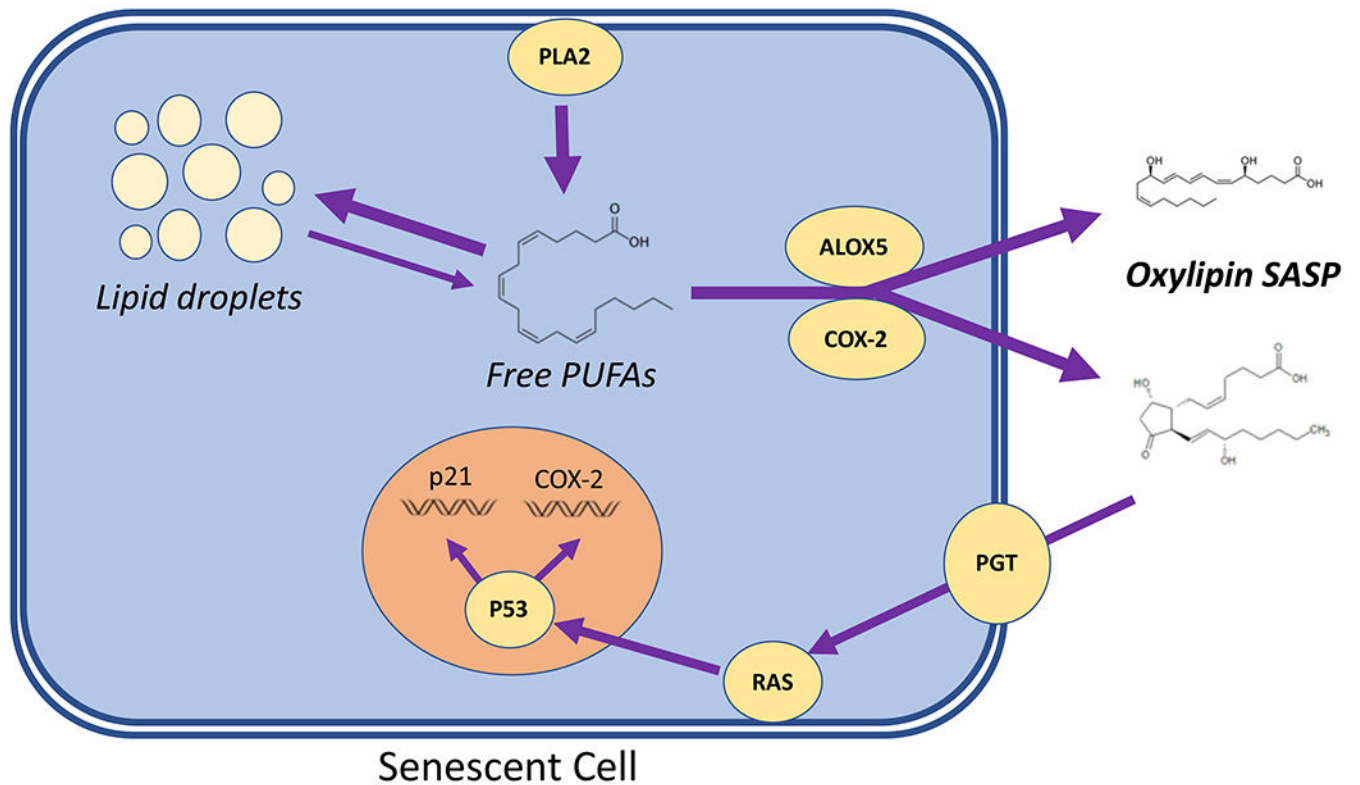 PLA2
OH
OH
O
OH
O
OH
ALOX5
Lipid droplets
Oxylipin SASP
COX-2
Free PUFAs
O
HO
OH
CH₃
O
OH
p21
COX-2
PGT
P53
RAS
Senescent Cell